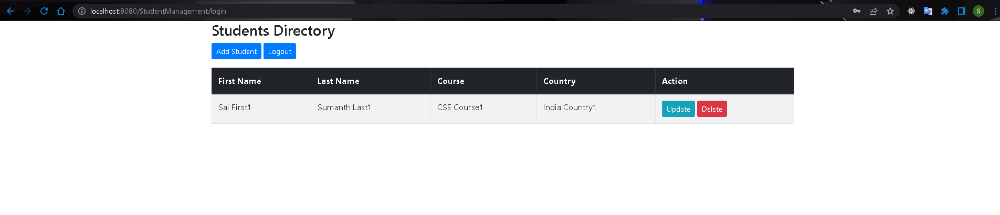 localhost:8080/StudentManagement/login
S
Students Directory
Add Student Logout
First Name Last Name Course Country Action
Sai First1 Sumanth Last1 CSE Course1 India Country1 Update Delete